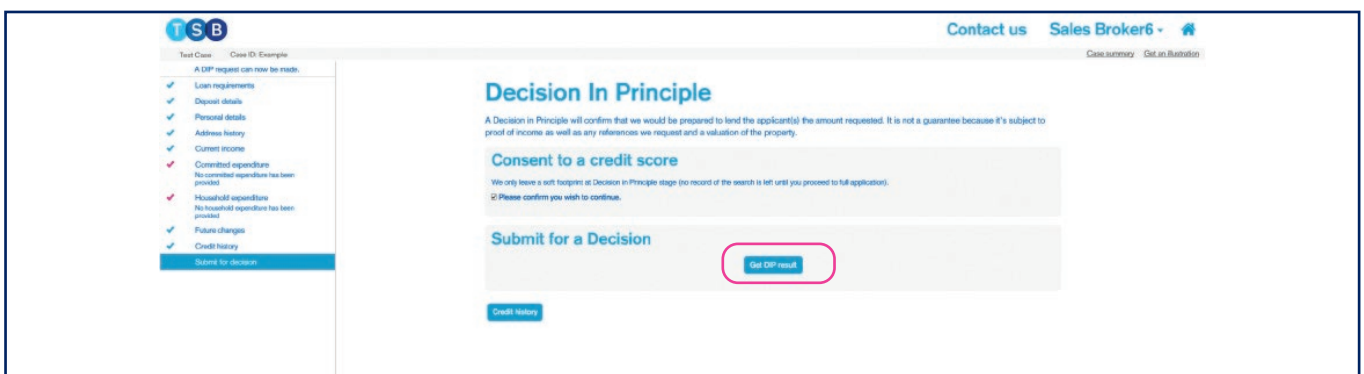 TSB
Contact us
Sales Broker6
Test Case
Case ID: Example
Case summary
Get an illustration
A DIP request can now be made.
Loan requirements
Deposit details
Personal details
Address history
Current income
Committed expenditure
No committed expenditure has been
provided
Household expenditure
No household expenditure has been
provided
Future changes
Credit history
Submit for decision
Decision In Principle
A Decision in Principle will confirm that we would be prepared to lend the applicant(s) the amount requested. It is not a guarantee because it's subject to
proof of income as well as any references we request and a valuation of the property.
Consent to a credit score
We only leave a soft footprint at Decision in Principle stage (no record of the search is left until you proceed to full application).
Please confirm you wish to continue.
Submit for a Decision
Get DIP result
Credit history